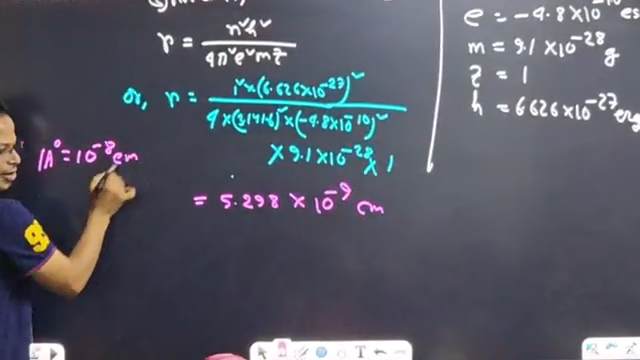 r = n²h² / 4π²e²mz
or, r = 1² × (6.626×10⁻²⁷)² / 4 × (3.1416)² × (-4.8×10⁻¹⁰)² × 9.1×10⁻²⁸ × 1
= 5.298 × 10⁻⁹ cm
1A° = 10⁻⁸ cm
e = -4.8×10
m = 9.1×10⁻²⁸ g
z = 1
h = 6626×10⁻²⁷ erg